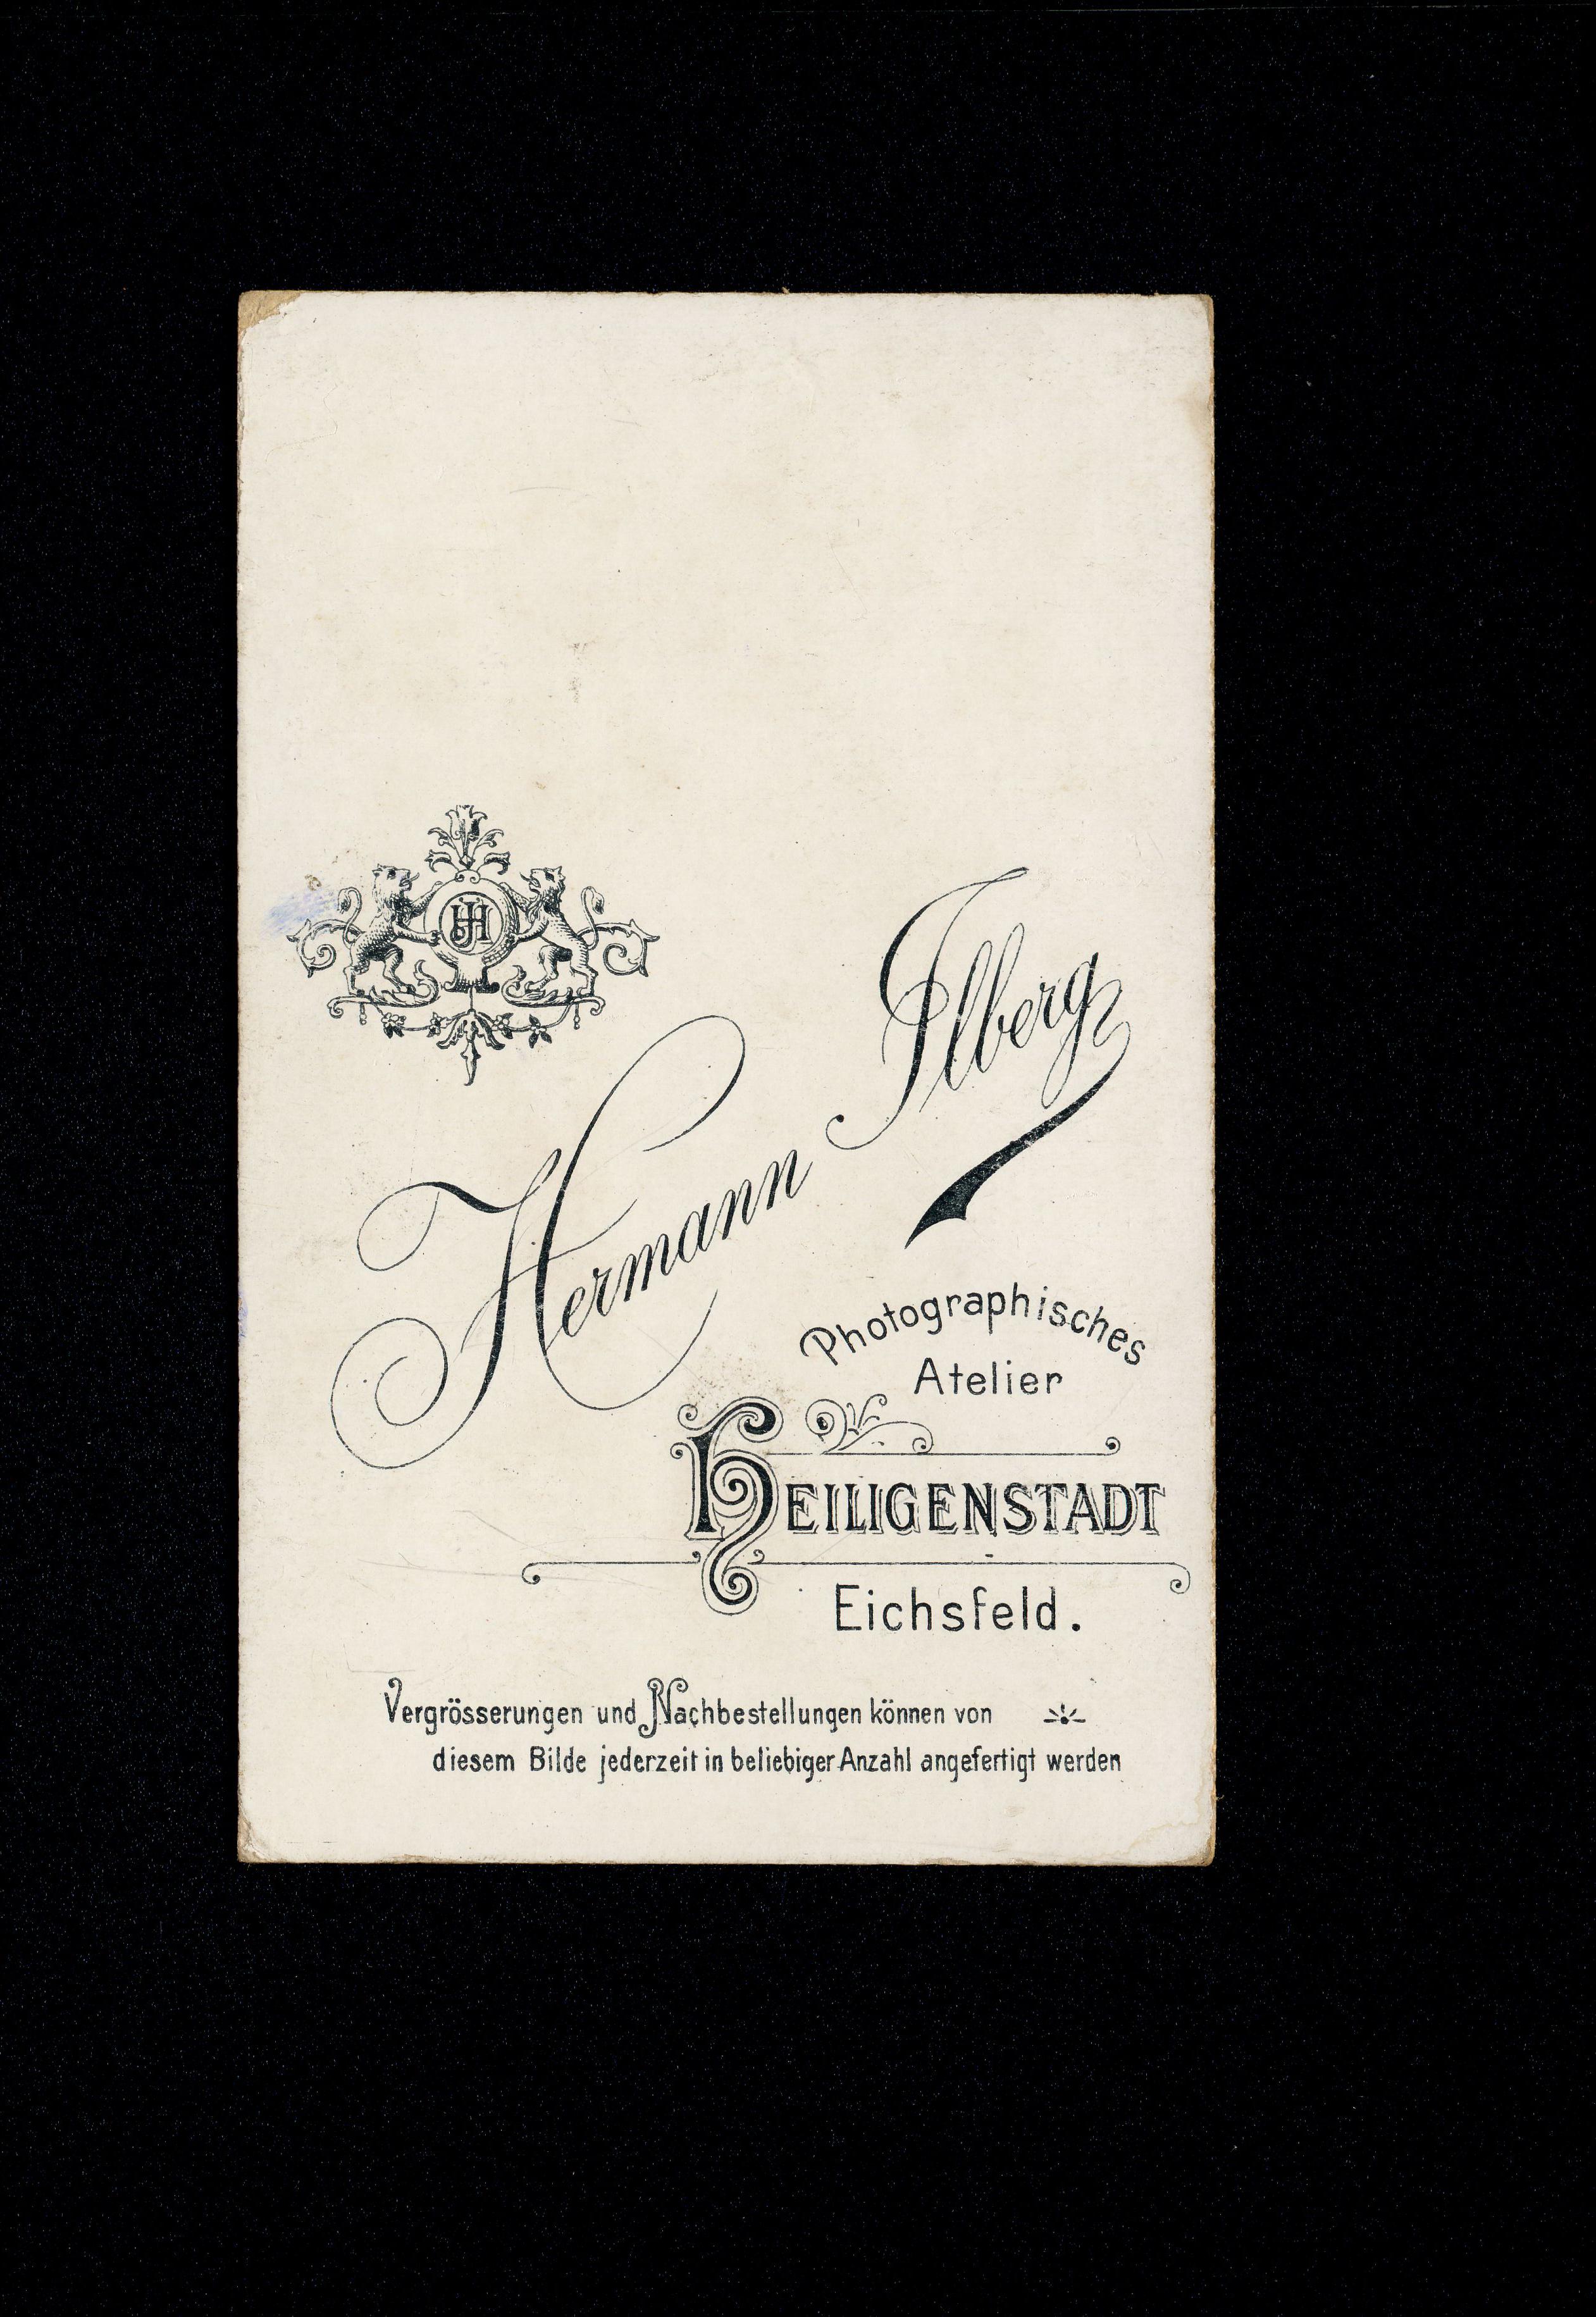 JH
Hermann Ilberg
Photographisches
Atelier
HEILIGENSTADT
Eichsfeld.
Vergrösserungen und Nachbestellungen können von
diesem Bilde jederzeit in beliebiger Anzahl angefertigt werden